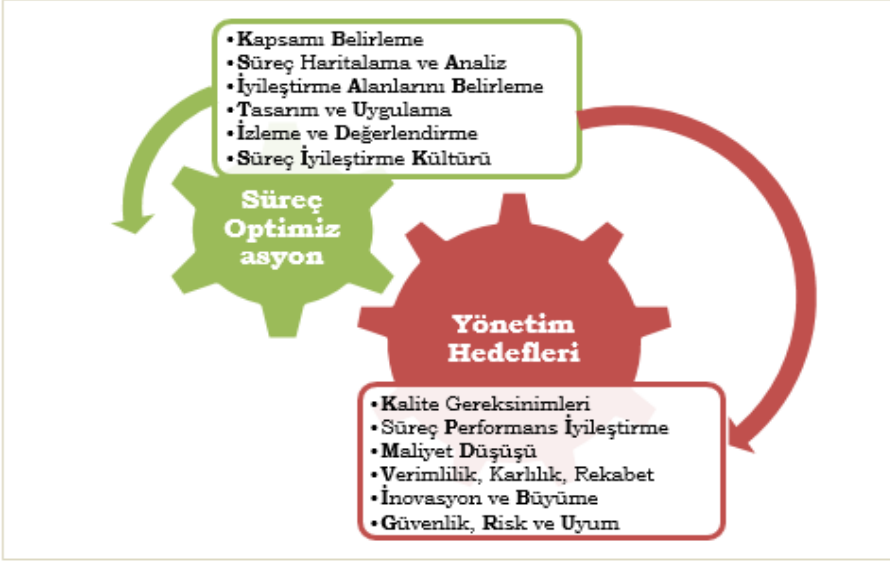 •Kapsamı Belirleme
•Süreç Haritalama ve Analiz
•İyileştirme Alanlarını Belirleme
•Tasarım ve Uygulama
•İzleme ve Değerlendirme
•Süreç İyileştirme Kültürü
Süreç
Optimiz
asyon
Yönetim
Hedefleri
•Kalite Gereksinimleri
•Süreç Performans İyileştirme
•Maliyet Düşüşü
•Verimlilik, Karlılık, Rekabet
•İnovasyon ve Büyüme
•Güvenlik, Risk ve Uyum